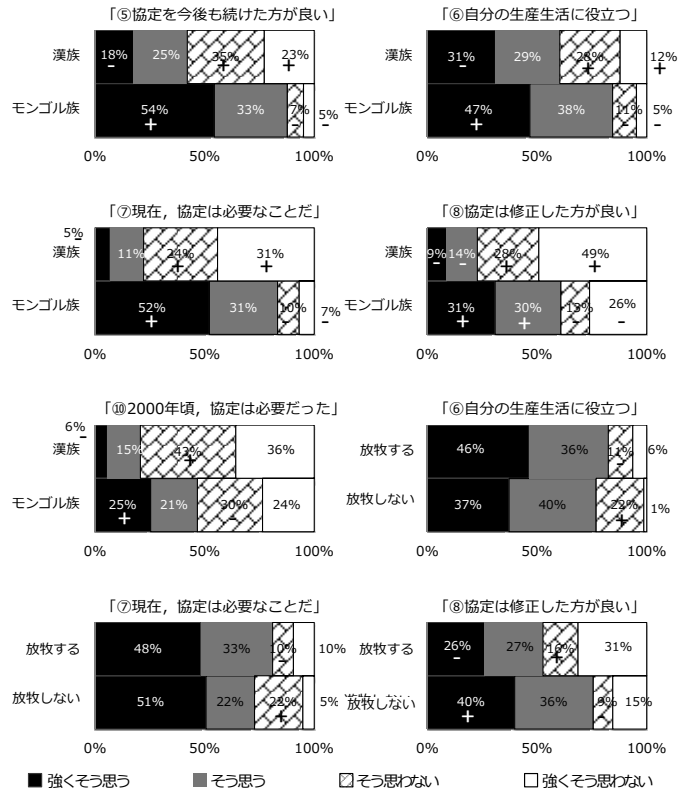 「⑤協定を今後も続けた方が良い」
漢族 18% 25% 35% 23%
－ ＋ ＋
モンゴル族 54% 33% 7% 5%
＋ － －
0% 50% 100%
「⑥自分の生産生活に役立つ」
31% 29% 28% 12%
漢族
－ ＋ ＋
モンゴル族 47% 38% 11% 5%
＋ － －
0% 50% 100%
「⑦現在，協定は必要なことだ」
5%
－
漢族 11% 24% 31%
＋ ＋
モンゴル族 52% 31% 10% 7%
＋ － －
0% 50% 100%
「⑧協定は修正した方が良い」
漢族 9% 14% 28% 49%
－ － ＋ ＋
モンゴル族 31% 30% 13% 26%
＋ ＋ － －
0% 50% 100%
「⑩2000年頃，協定は必要だった」
6%
－
漢族 15% 43% 36%
＋
モンゴル族 25% 21% 30% 24%
＋ －
0% 50% 100%
「⑥自分の生産生活に役立つ」
放牧する 46% 36% 11% 6%
－
放牧しない 37% 40% 22% 1%
＋
0% 50% 100%
「⑦現在，協定は必要なことだ」
放牧する 48% 33% 10% 10%
－
放牧しない 51% 22% 22% 5%
＋
0% 50% 100%
「⑧協定は修正した方が良い」
放牧する 26% 27% 16% 31%
－ ＋
放牧しない 40% 36% 9% 15%
＋ －
0% 50% 100%
強くそう思う そう思う そう思わない 強くそう思わない